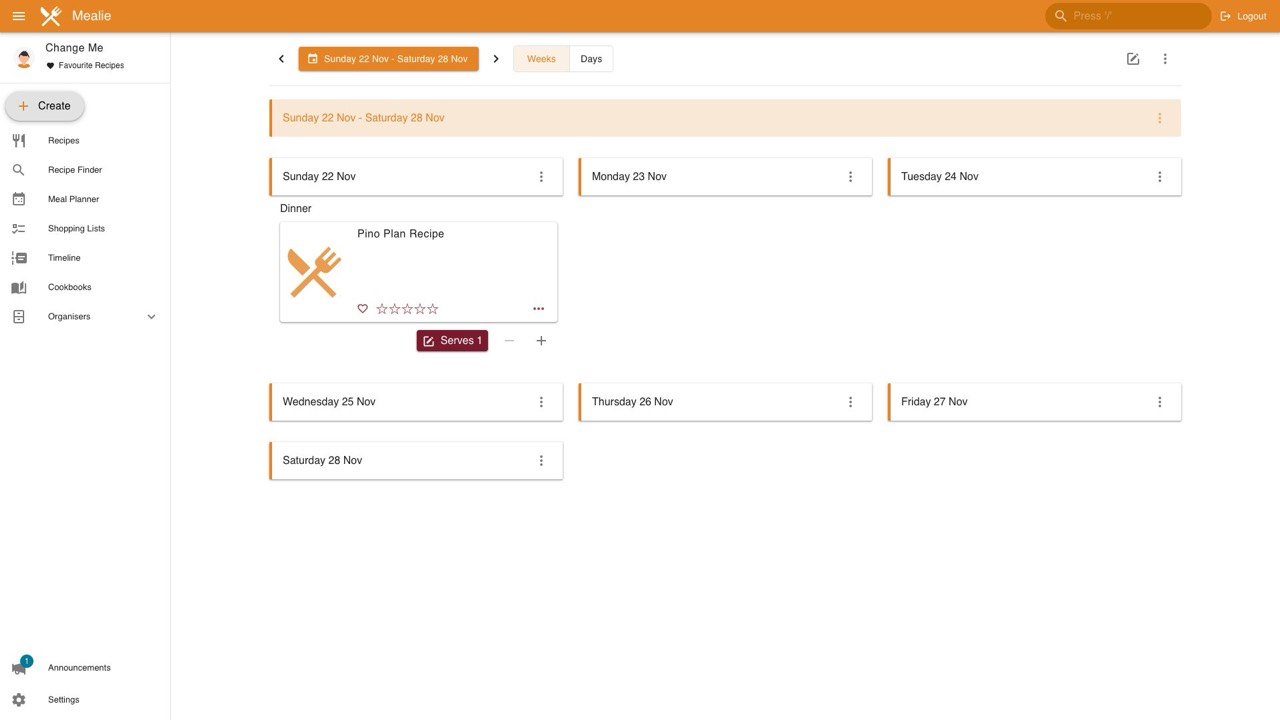 Mealie
Press '/'
Logout
Change Me
Favourite Recipes
Create
Recipes
Recipe Finder
Meal Planner
Shopping Lists
Timeline
Cookbooks
Organisers
1
Announcements
Settings
Sunday 22 Nov - Saturday 28 Nov
Weeks
Days
Sunday 22 Nov - Saturday 28 Nov
Sunday 22 Nov
Monday 23 Nov
Tuesday 24 Nov
Dinner
Pino Plan Recipe
Serves 1
Wednesday 25 Nov
Thursday 26 Nov
Friday 27 Nov
Saturday 28 Nov